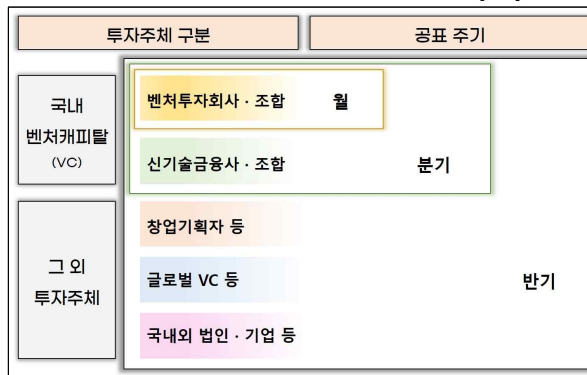 투자주체 구분
공표 주기
국내
벤처캐피탈
(VC)
벤처투자회사 · 조합
월
신기술금융사 · 조합
분기
그 외
투자주체
창업기획자 등
글로벌 VC 등
반기
국내외 법인 · 기업 등